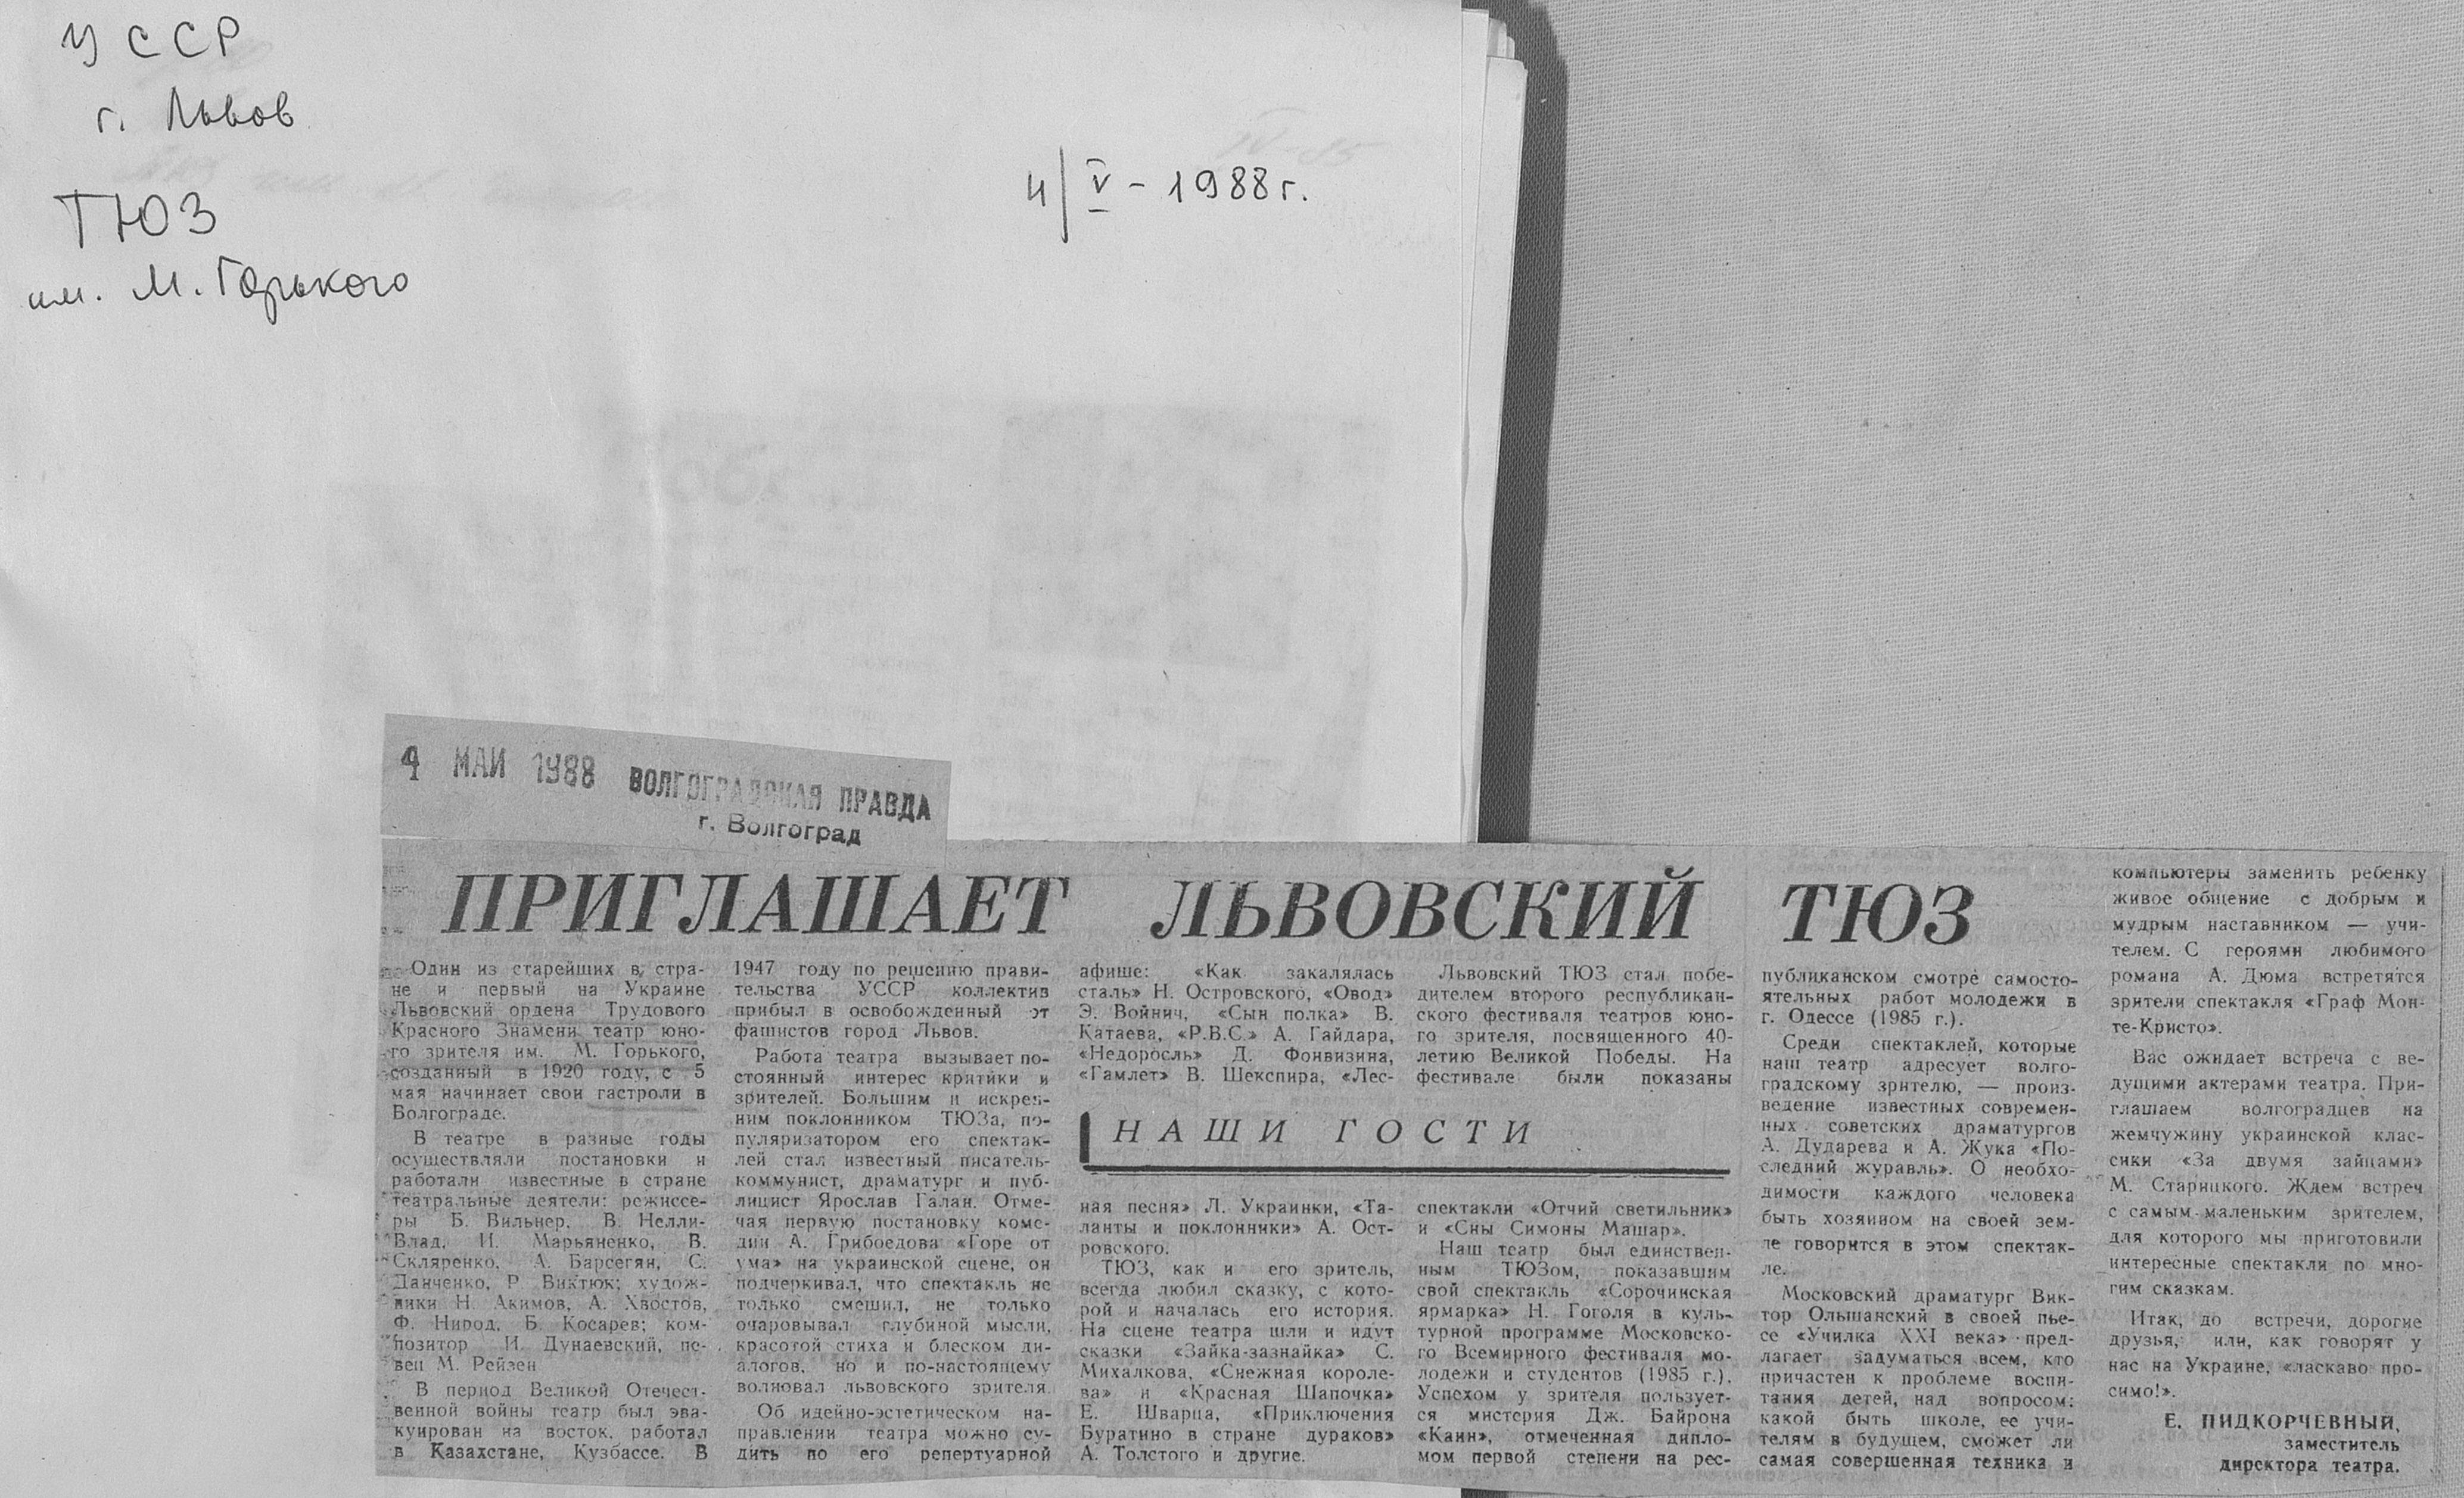 УССР
г. Львов
ТЮЗ
им. М. Горького
4/V - 1988 г.
4 МАЙ 1988 ВОЛГОГРАДСКАЯ ПРАВДА
г. Волгоград
ПРИГЛАШАЕТ ЛЬВОВСКИЙ ТЮЗ
Один из старейших в стра-
не и первый на Украине
Львовский ордена Трудового
Красного Знамени театр юно-
го зрителя им. М. Горького,
созданный в 1920 году, с 5
мая начинает свои гастроли в
Волгограде.
В театре в разные годы
осуществляли постановки и
работали известные в стране
театральные деятели: режиссе-
ры Б. Вильнер, В. Нелли-
Влад, И. Марьяненко, В.
Скляренко, А. Барсегян, С.
Данченко, Р. Виктюк; худож-
ники Н. Акимов, А. Хвостов,
Ф. Нирод, Б. Косарев; ком-
позитор И. Дунаевский, пе-
вец М. Рейзен
В период Великой Отечест-
венной войны театр был эва-
куирован на восток, работал
в Казахстане, Кузбассе. В
1947 году по решению прави-
тельства УССР коллектив
прибыл в освобожденный от
фашистов город Львов.
Работа театра вызывает по-
стоянный интерес критики и
зрителей. Большим и искрен-
ним поклонником ТЮЗа, по-
пуляризатором его спектак-
лей стал известный писатель-
коммунист, драматург и пуб-
лицист Ярослав Галан. Отме-
чая первую постановку коме-
дии А. Грибоедова «Горе от
ума» на украинской сцене, он
подчеркивал, что спектакль не
только смешил, не только
очаровывал глубиной мысли,
красотой стиха и блеском ди-
алогов, но и по-настоящему
волновал львовского зрителя.
Об идейно-эстетическом на-
правлении театра можно су-
дить по его репертуарной
афише: «Как закалялась
сталь» Н. Островского, «Овод»
Э. Войнич, «Сын полка» В.
Катаева, «Р.В.С.» А. Гайдара,
«Недоросль» Д. Фонвизина,
«Гамлет» В. Шекспира, «Лес-
ная песня» Л. Украинки, «Та-
ланты и поклонники» А. Ост-
ровского.
ТЮЗ, как и его зритель,
всегда любил сказку, с кото-
рой и началась его история.
На сцене театра шли и идут
сказки «Зайка-зазнайка» С.
Михалкова, «Снежная короле-
ва» и «Красная Шапочка»
Е. Шварца, «Приключения
Буратино в стране дураков»
А. Толстого и другие.
Львовский ТЮЗ стал побе-
дителем второго республикан-
ского фестиваля театров юно-
го зрителя, посвященного 40-
летию Великой Победы. На
фестивале были показаны
НАШИ ГОСТИ
спектакли «Отчий светильник»
и «Сны Симоны Машар».
Наш театр был единствен-
ным ТЮЗом, показавшим
свой спектакль «Сорочинская
ярмарка» Н. Гоголя в куль-
турной программе Московско-
го Всемирного фестиваля мо-
лодежи и студентов (1985 г.).
Успехом у зрителя пользует-
ся мистерия Дж. Байрона
«Каин», отмеченная дипло-
мом первой степени на рес-
публиканском смотре самосто-
ятельных работ молодежи в
г. Одессе (1985 г.).
Среди спектаклей, которые
наш театр адресует волго-
градскому зрителю, — произ-
ведение известных современ-
ных советских драматургов
А. Дударева и А. Жука «По-
следний журавль». О необхо-
димости каждого человека
быть хозяином на своей зем-
ле говорится в этом спектак-
ле.
Московский драматург Вик-
тор Ольшанский в своей пье-
се «Училка XXI века» пред-
лагает задуматься всем, кто
причастен к проблеме воспи-
тания детей, над вопросом:
какой быть школе, ее учи-
телям в будущем, сможет ли
самая совершенная техника и
компьютеры заменить ребенку
живое общение с добрым и
мудрым наставником — учи-
телем. С героями любимого
романа А. Дюма встретятся
зрители спектакля «Граф Мон-
те-Кристо».
Вас ожидает встреча с ве-
дущими актерами театра. При-
глашаем волгоградцев на
жемчужину украинской клас-
сики «За двумя зайцами»
М. Старицкого. Ждем встреч
с самым маленьким зрителем,
для которого мы приготовили
интересные спектакли по мно-
гим сказкам.
Итак, до встречи, дорогие
друзья, или, как говорят у
нас на Украине, «ласкаво про-
симо!».
Е. ПИДКОРЧЕВНЫЙ,
заместитель
директора театра.